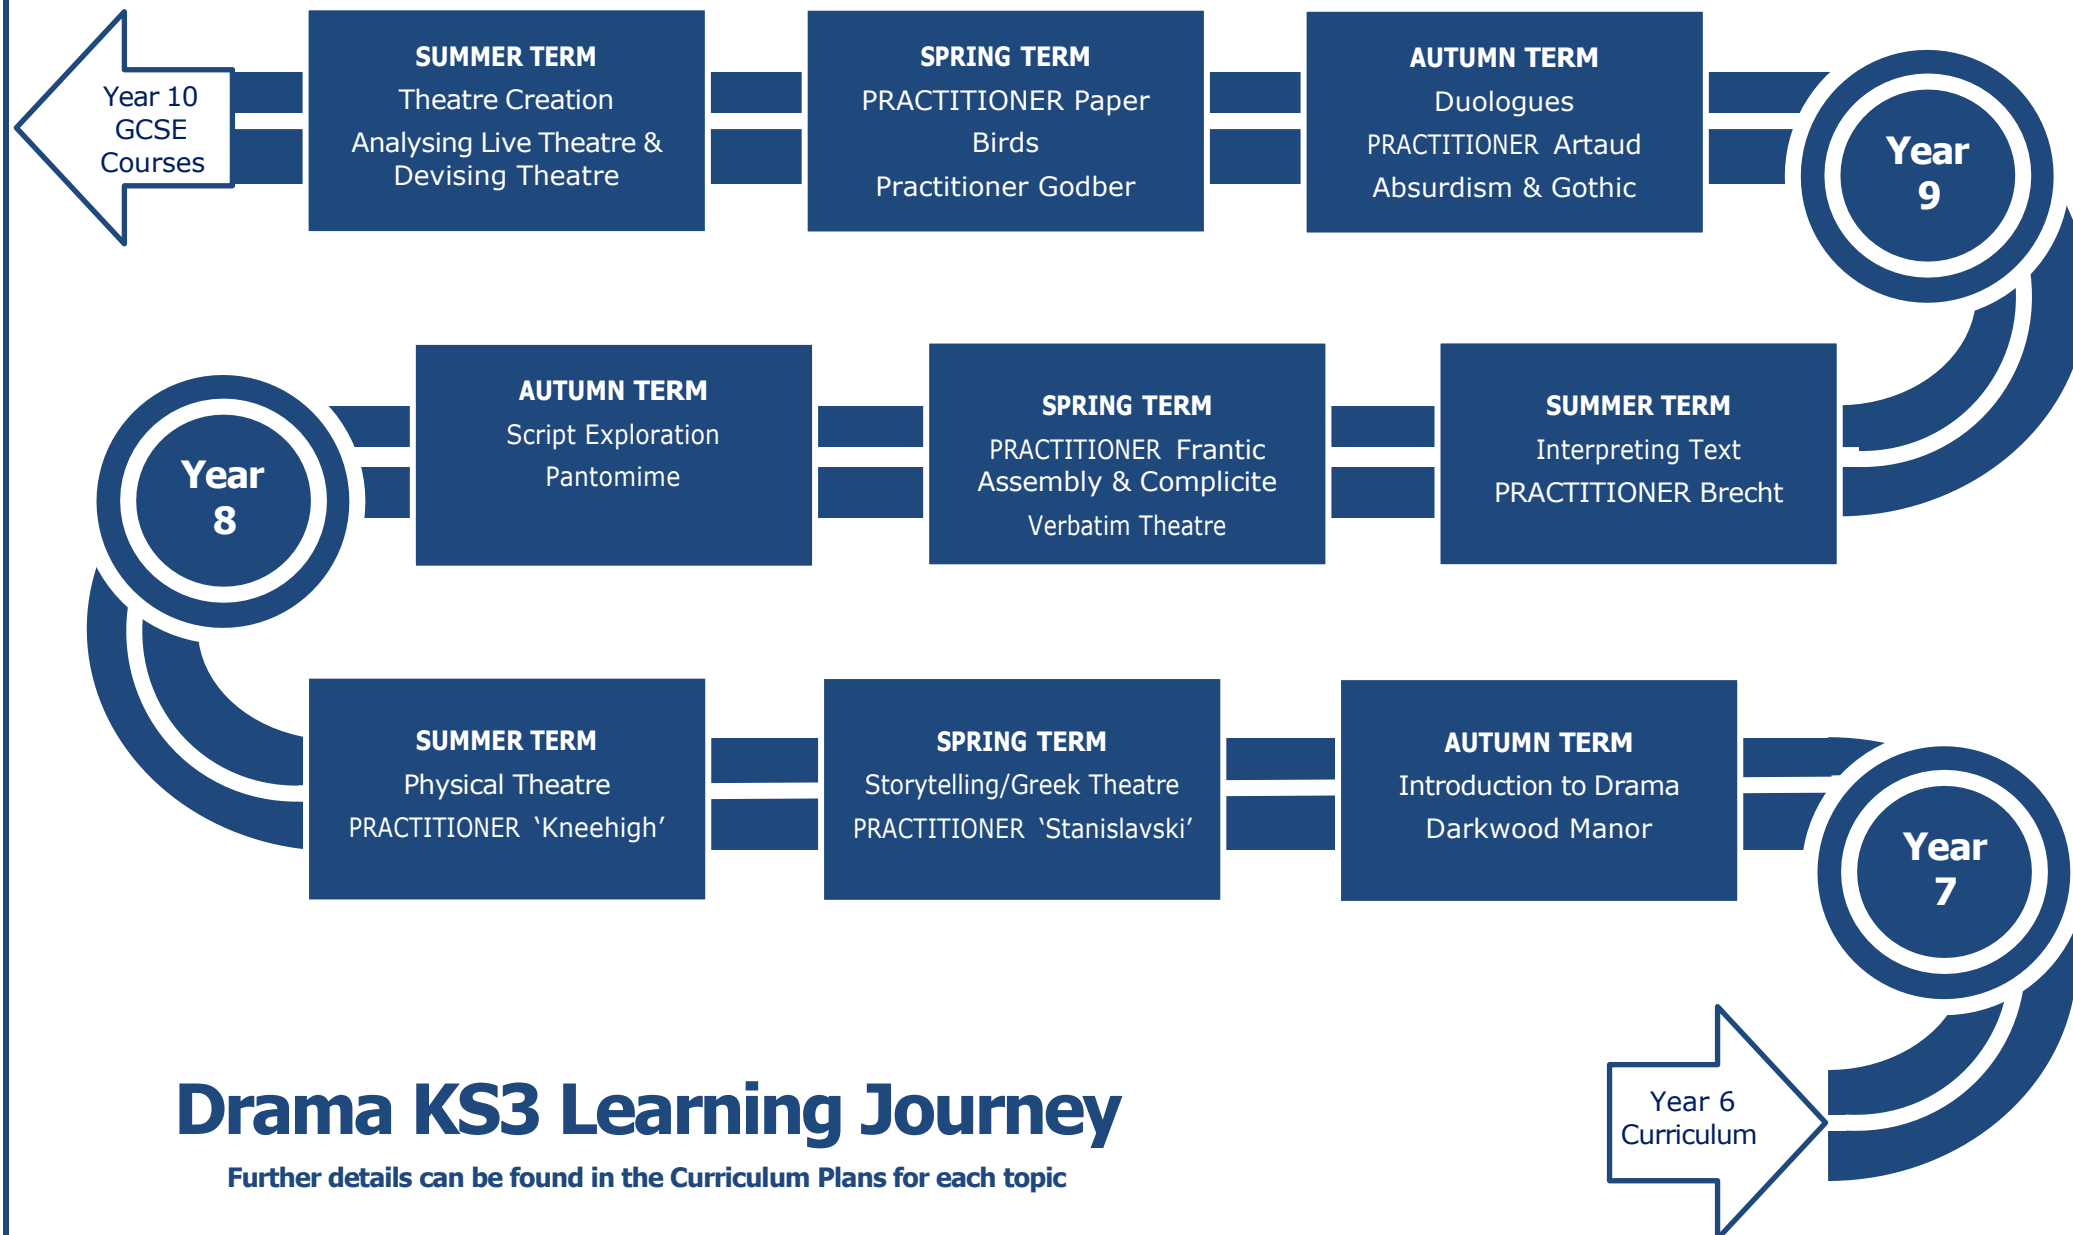 Year 10
GCSE
Courses
SUMMER TERM
Theatre Creation
Analysing Live Theatre &
Devising Theatre
SPRING TERM
PRACTITIONER Paper
Birds
Practitioner Godber
AUTUMN TERM
Duologues
PRACTITIONER Artaud
Absurdism & Gothic
Year
9
Year
8
AUTUMN TERM
Script Exploration
Pantomime
SPRING TERM
PRACTITIONER Frantic
Assembly & Complicite
Verbatim Theatre
SUMMER TERM
Interpreting Text
PRACTITIONER Brecht
SUMMER TERM
Physical Theatre
PRACTITIONER ‘Kneehigh’
SPRING TERM
Storytelling/Greek Theatre
PRACTITIONER ‘Stanislavski’
AUTUMN TERM
Introduction to Drama
Darkwood Manor
Year
7
Drama KS3 Learning Journey
Further details can be found in the Curriculum Plans for each topic
Year 6
Curriculum